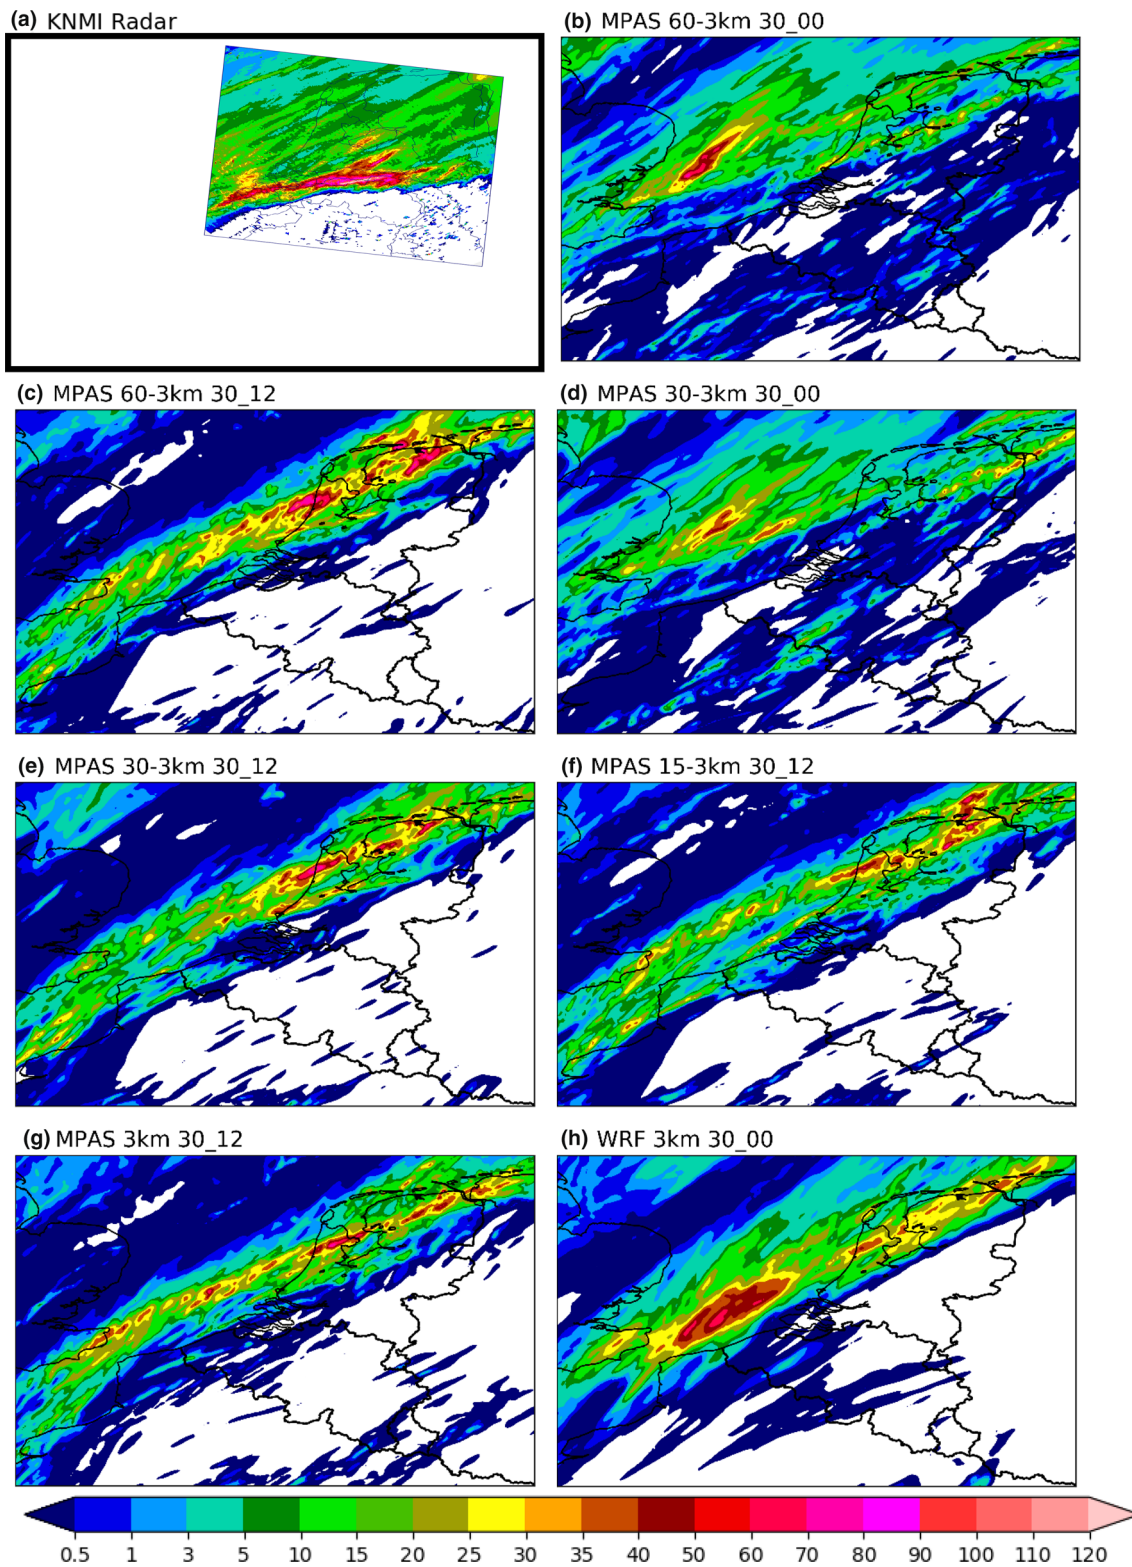 (a) KNMI Radar
(b) MPAS 60-3km 30_00
(c) MPAS 60-3km 30_12
(d) MPAS 30-3km 30_00
(e) MPAS 30-3km 30_12
(f) MPAS 15-3km 30_12
(g) MPAS 3km 30_12
(h) WRF 3km 30_00
0.5 1 3 5 10 15 20 25 30 35 40 50 60 70 80 90 100 110 120